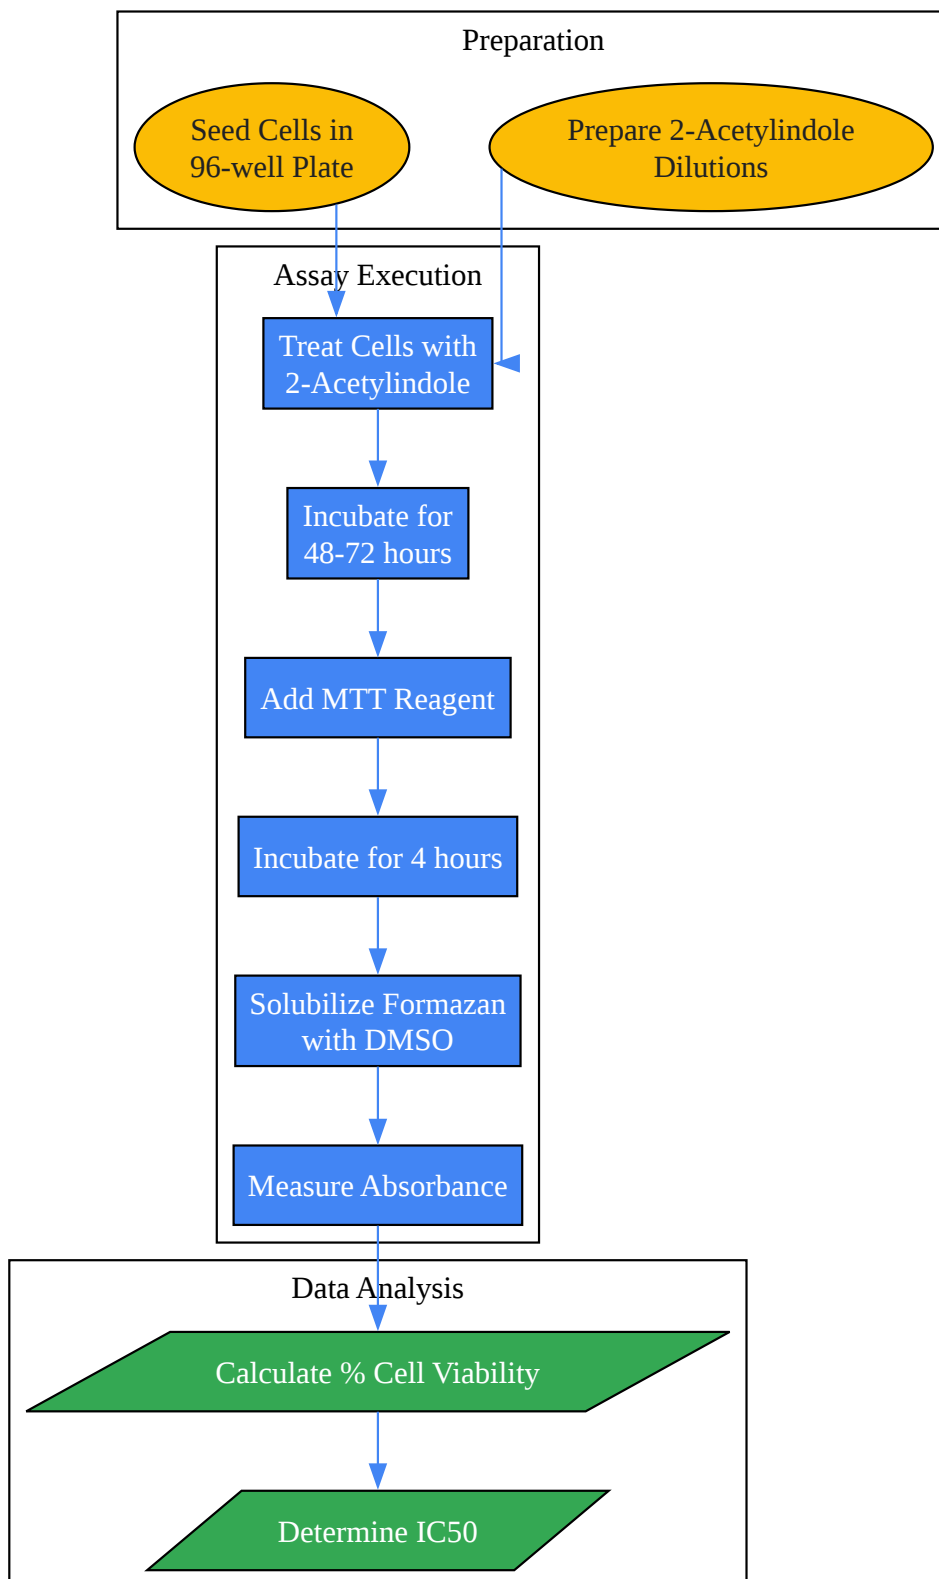 Preparation
Seed Cells in
96-well Plate
Prepare 2-Acetylindole
Dilutions
Assay Execution
Treat Cells with
2-Acetylindole
Incubate for
48-72 hours
Add MTT Reagent
Incubate for 4 hours
Solubilize Formazan
with DMSO
Measure Absorbance
Data Analysis
Calculate % Cell Viability
Determine IC50